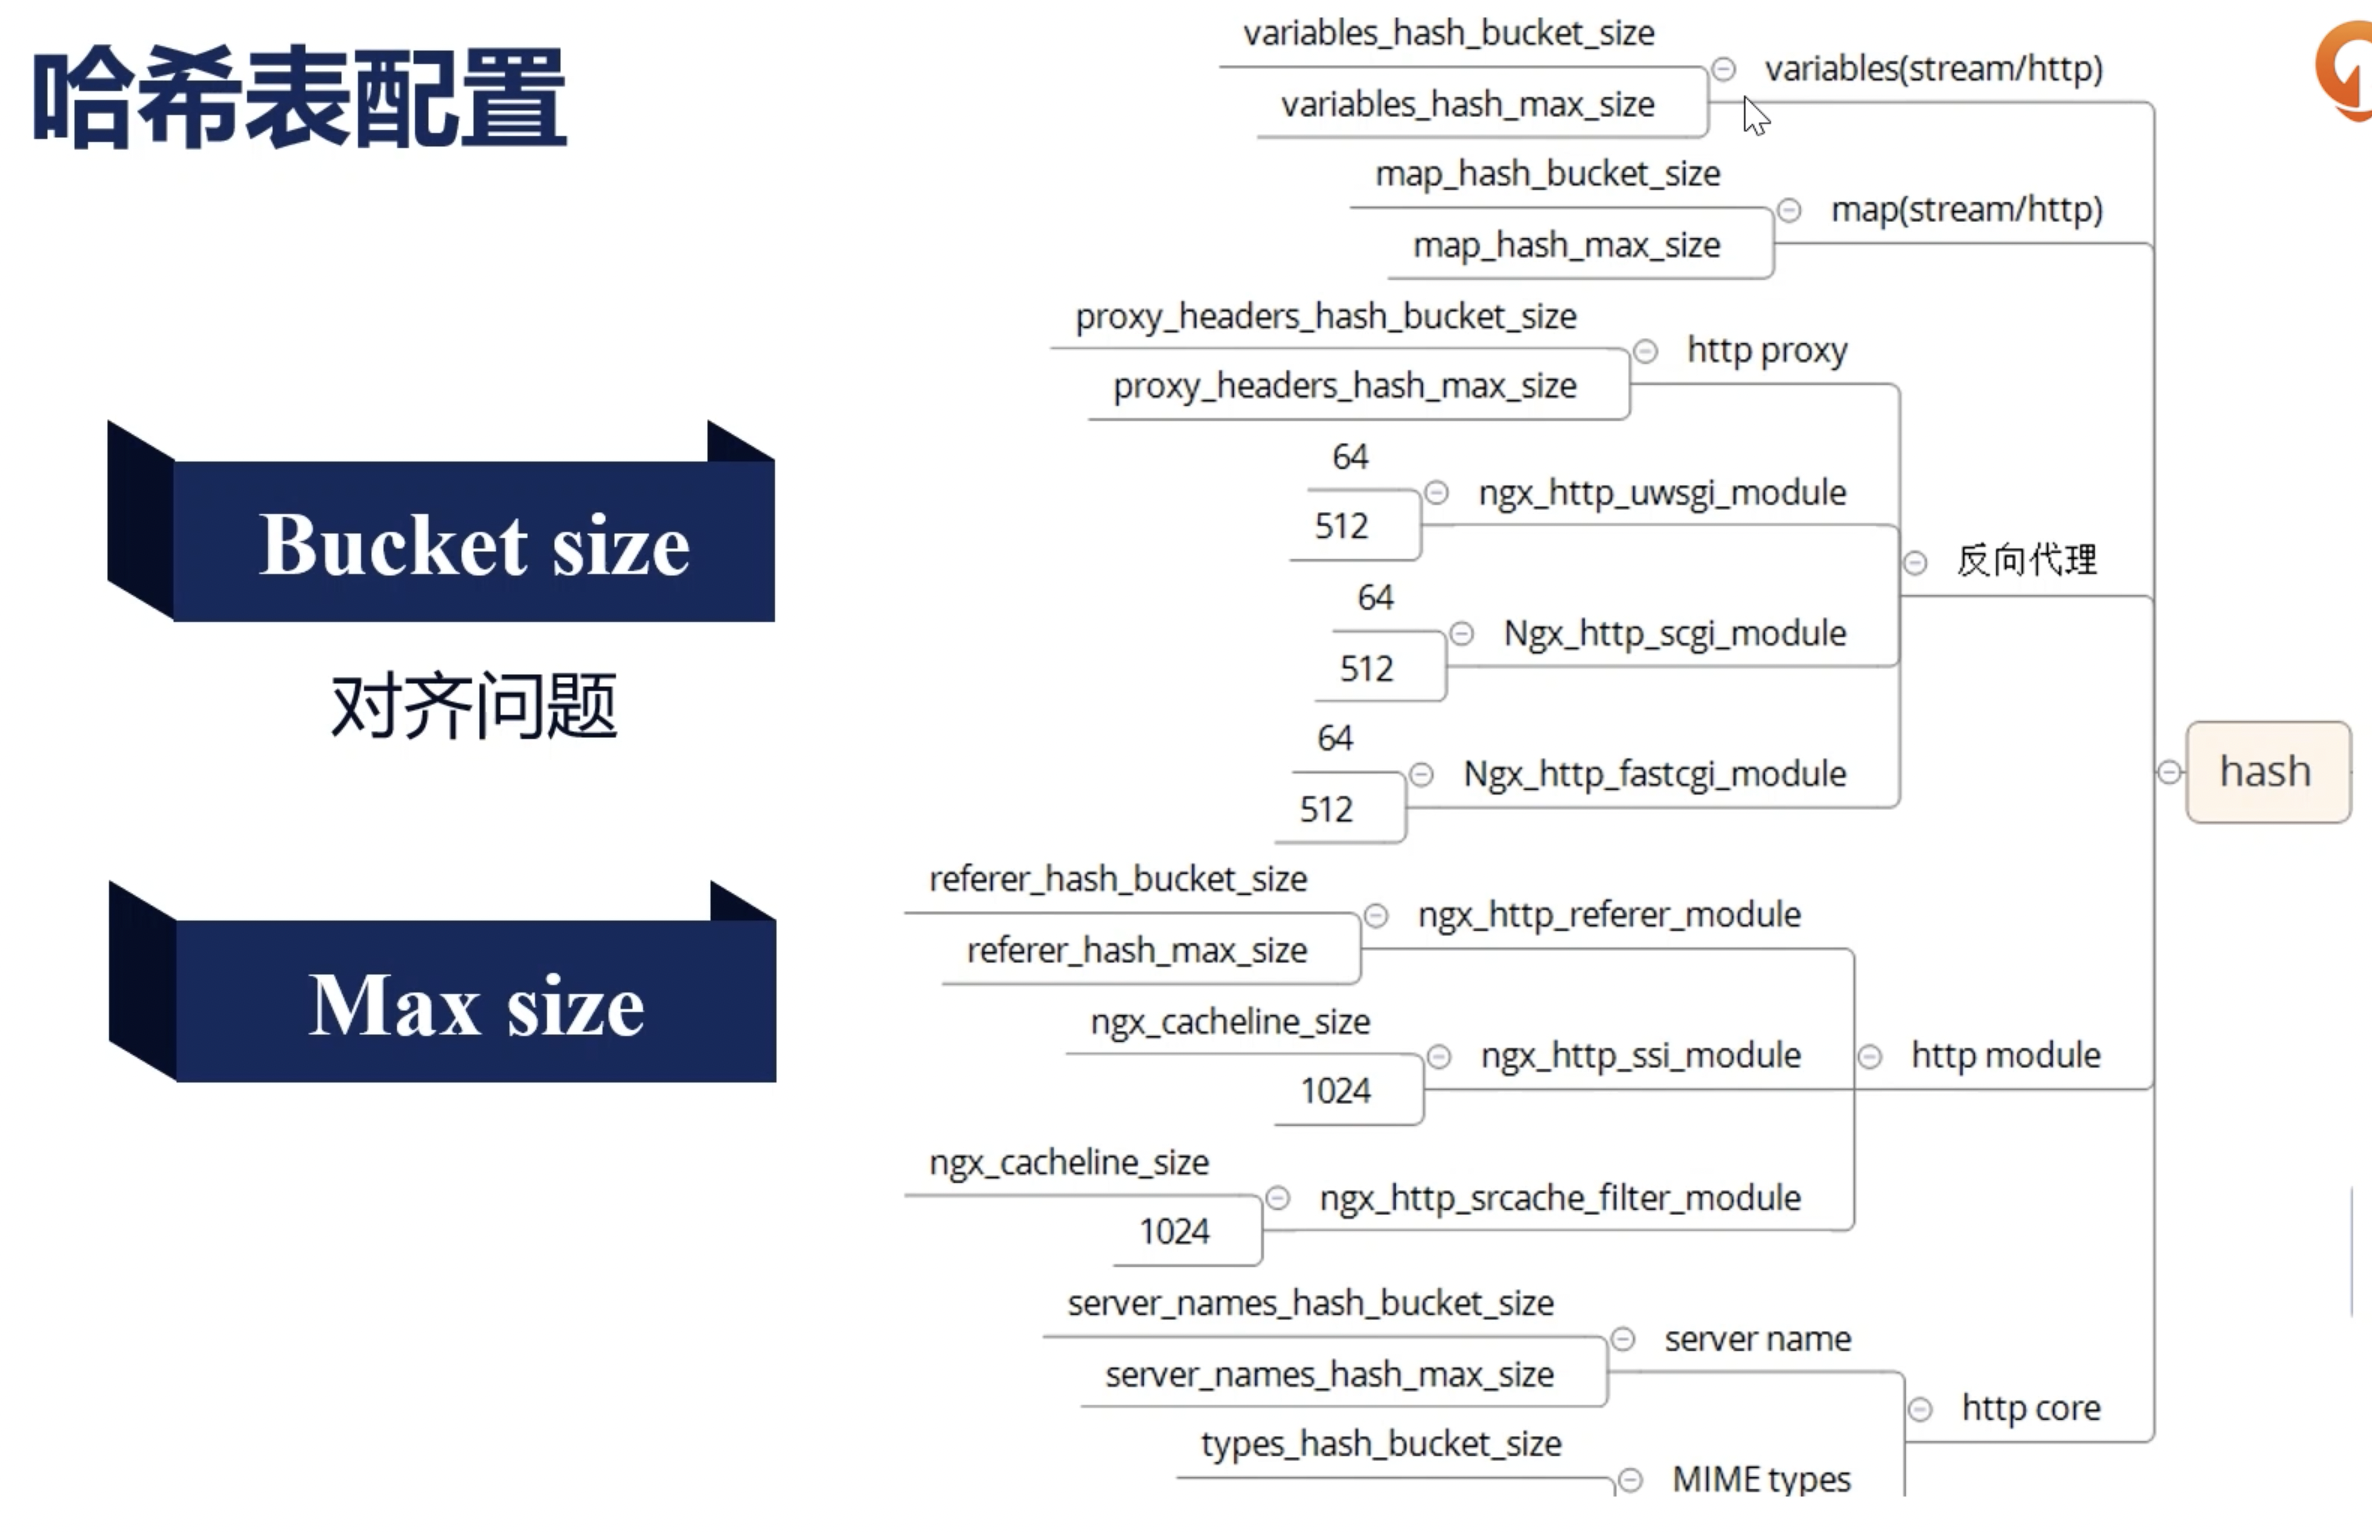 哈希表配置
Bucket size
对齐问题
Max size
variables_hash_bucket_size
variables_hash_max_size
variables(stream/http)
map_hash_bucket_size
map_hash_max_size
map(stream/http)
proxy_headers_hash_bucket_size
proxy_headers_hash_max_size
http proxy
64
512
ngx_http_uwsgi_module
64
512
Ngx_http_scgi_module
64
512
Ngx_http_fastcgi_module
反向代理
referer_hash_bucket_size
referer_hash_max_size
ngx_http_referer_module
ngx_cacheline_size
1024
ngx_http_ssi_module
ngx_cacheline_size
1024
ngx_http_srcache_filter_module
http module
server_names_hash_bucket_size
server_names_hash_max_size
server name
types_hash_bucket_size
MIME types
http core
hash